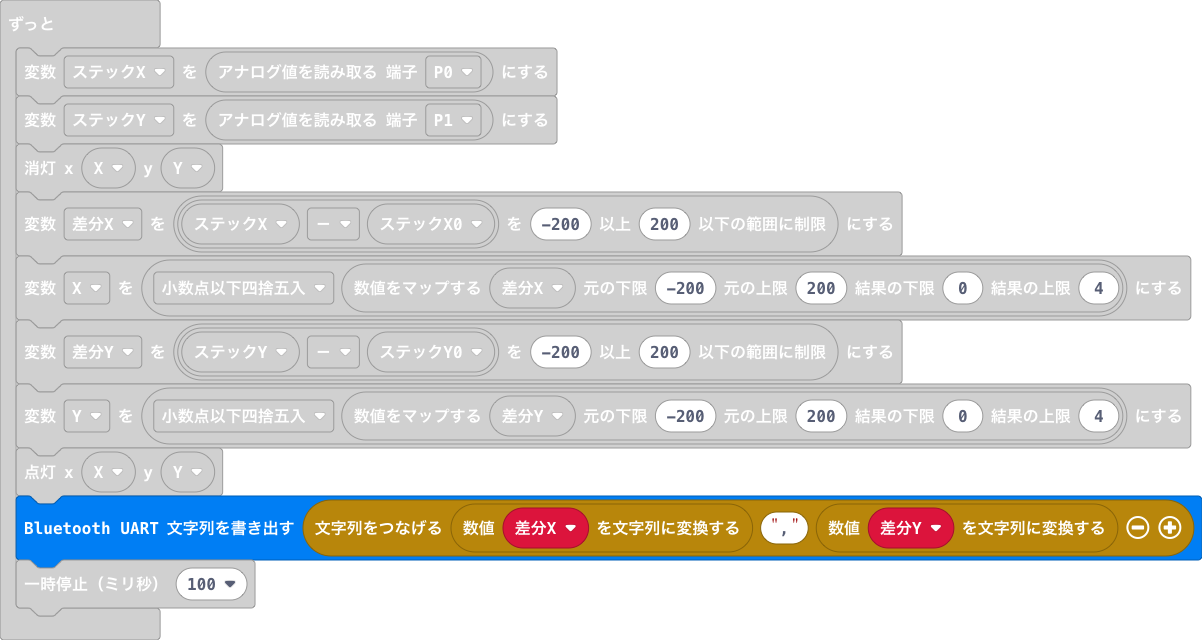 ずっと
変数 ステックX を アナログ値を読み取る 端子 P0 にする
変数 ステックY を アナログ値を読み取る 端子 P1 にする
消灯 x X y Y
変数 差分X を ステックX − ステックX0 を −200 以上 200 以下の範囲に制限 にする
変数 X を 小数点以下四捨五入 数値をマップする 差分X 元の下限 −200 元の上限 200 結果の下限 0 結果の上限 4 にする
変数 差分Y を ステックY − ステックY0 を −200 以上 200 以下の範囲に制限 にする
変数 Y を 小数点以下四捨五入 数値をマップする 差分Y 元の下限 −200 元の上限 200 結果の下限 0 結果の上限 4 にする
点灯 x X y Y
Bluetooth UART 文字列を書き出す 文字列をつなげる 数値 差分X を文字列に変換する "," 数値 差分Y を文字列に変換する
一時停止（ミリ秒） 100